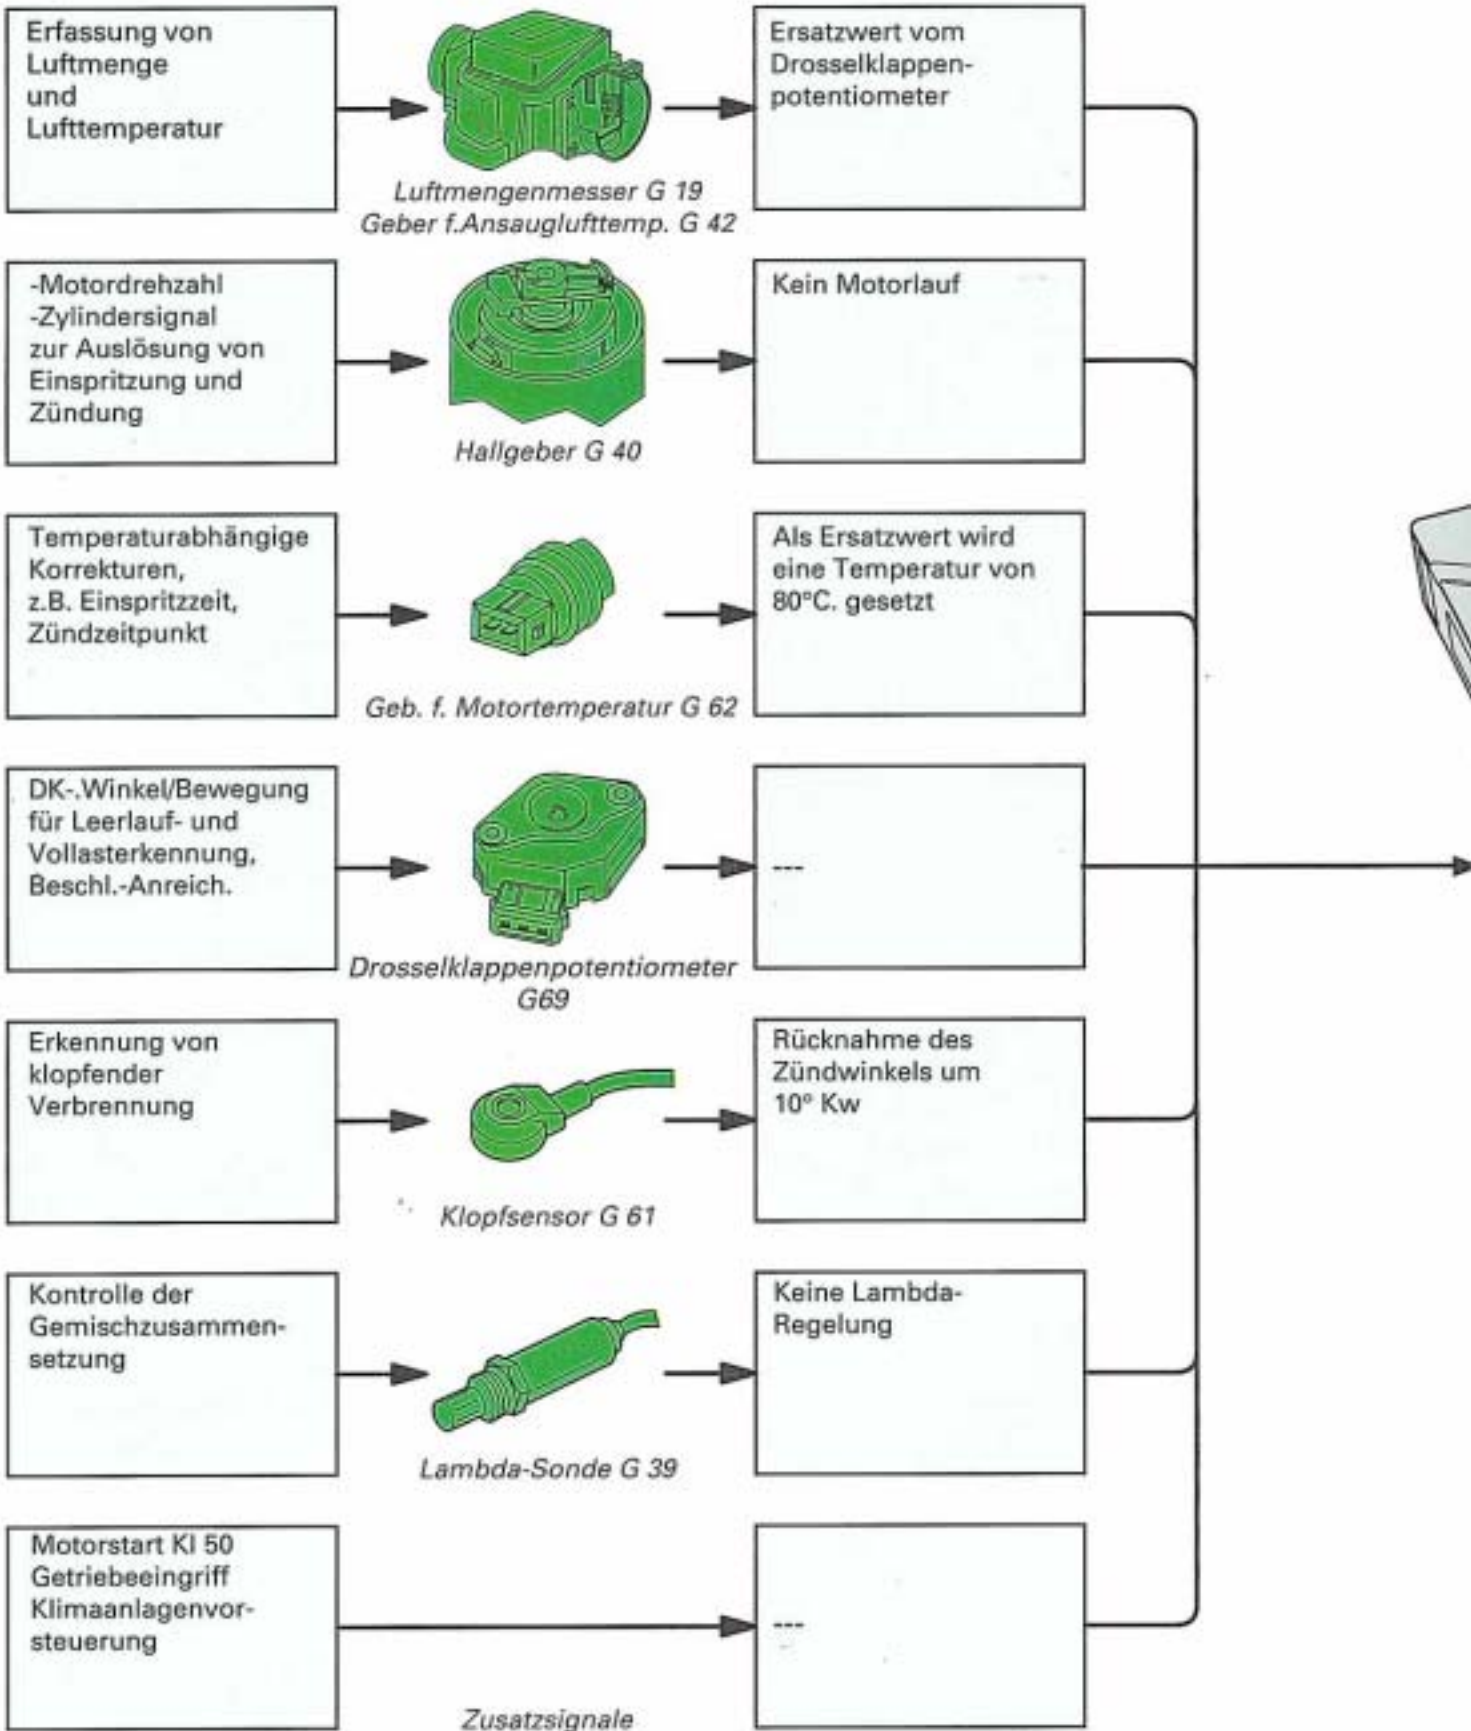 Erfassung von
Luftmenge
und
Lufttemperatur
Luftmengenmesser G 19
Geber f.Ansauglufttemp. G 42
Ersatzwert vom
Drosselklappen-
potentiometer
-Motordrehzahl
-Zylindersignal
zur Auslösung von
Einspritzung und
Zündung
Hallgeber G 40
Kein Motorlauf
Temperaturabhängige
Korrekturen,
z.B. Einspritzzeit,
Zündzeitpunkt
Geb. f. Motortemperatur G 62
Als Ersatzwert wird
eine Temperatur von
80°C. gesetzt
DK-.Winkel/Bewegung
für Leerlauf- und
Vollasterkennung,
Beschl.-Anreich.
Drosselklappenpotentiometer
G69
---
Erkennung von
klopfender
Verbrennung
Klopfsensor G 61
Rücknahme des
Zündwinkels um
10° Kw
Kontrolle der
Gemischzusammen-
setzung
Lambda-Sonde G 39
Keine Lambda-
Regelung
Motorstart KI 50
Getriebeeingriff
Klimaanlagenvor-
steuerung
Zusatzsignale
---